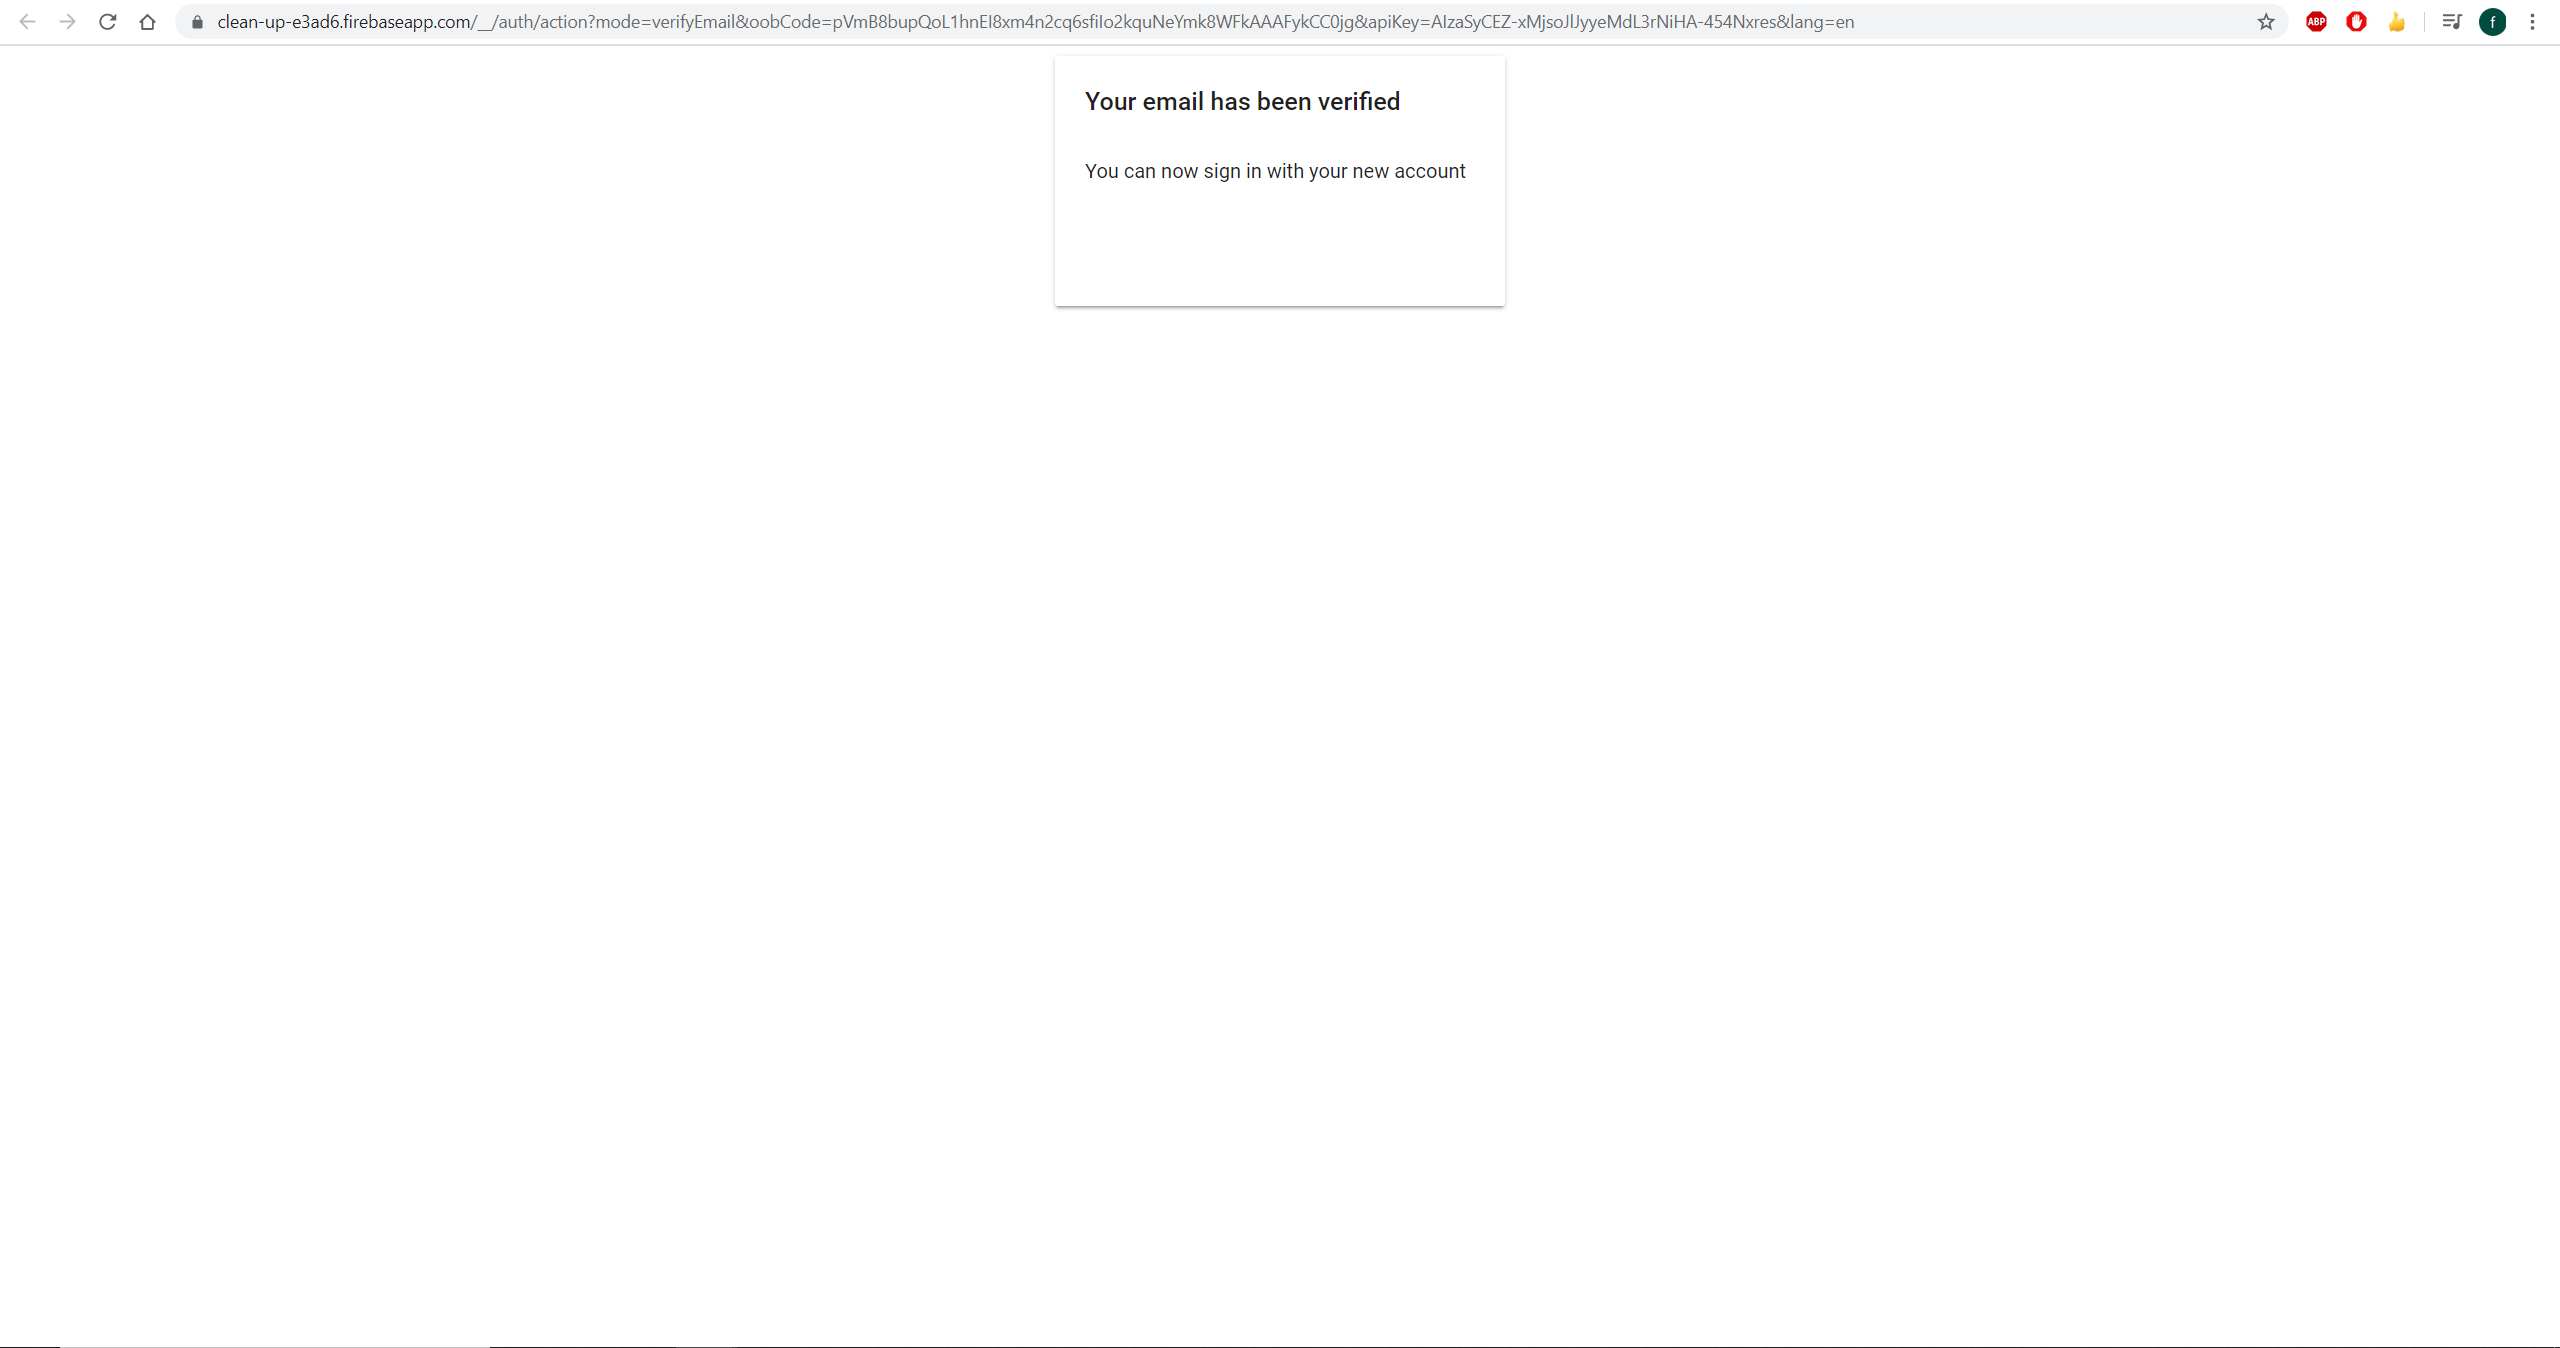 clean-up-e3ad6.firebaseapp.com/__/auth/action?mode=verifyEmail&oobCode=pVmB8bupQoL1hnEI8xm4n2cq6sfiIo2kquNeYmk8WFkAAAFykCC0jg&apiKey=AIzaSyCEZ-xMjsoJlJyyeMdL3rNiHA-454Nxres&lang=en
ABP
f
Your email has been verified
You can now sign in with your new account